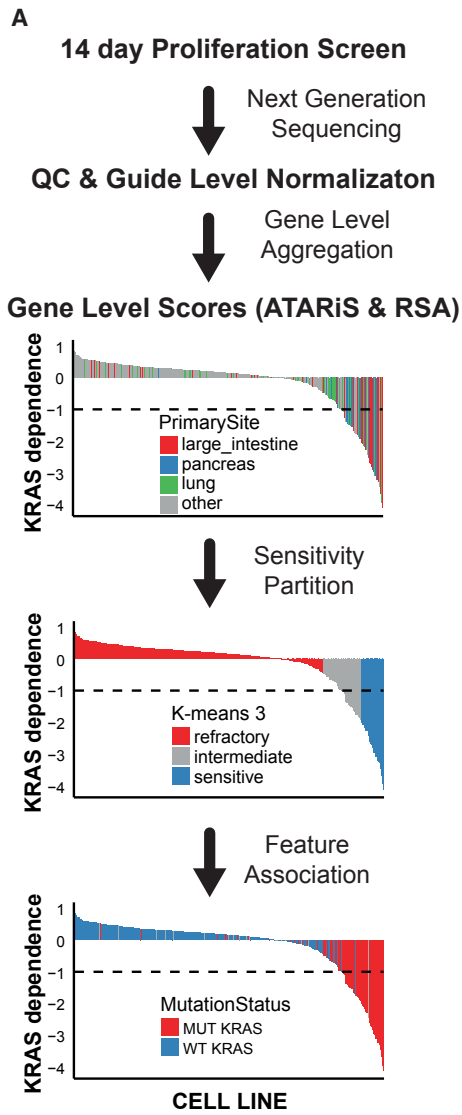 A
14 day Proliferation Screen
Next Generation
Sequencing
QC & Guide Level Normalizaton
Gene Level
Aggregation
Gene Level Scores (ATARiS & RSA)
KRAS dependence
1
0
−1
−2
−3
−4
PrimarySite
large_intestine
pancreas
lung
other
Sensitivity
Partition
KRAS dependence
1
0
−1
−2
−3
−4
K-means 3
refractory
intermediate
sensitive
Feature
Association
KRAS dependence
1
0
−1
−2
−3
−4
MutationStatus
MUT KRAS
WT KRAS
CELL LINE